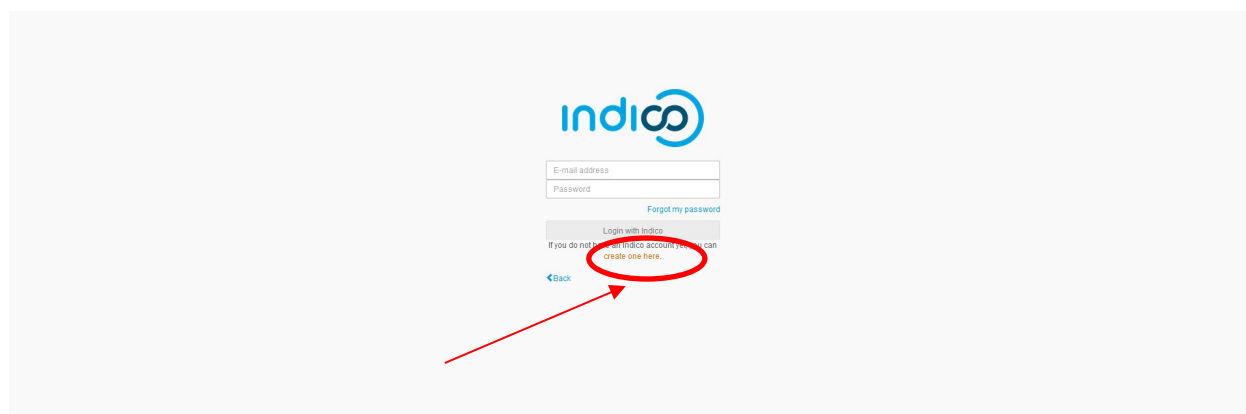 indico
E-mail address
Password
Forgot my password
Login with Indico
If you do not have an Indico account yet, you can
create one here.
Back